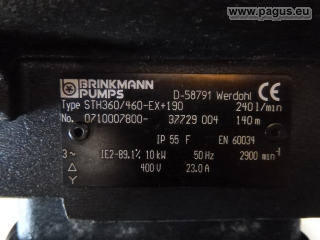 www.pagus.eu
BRINKMANN PUMPS D-58791 Werdohl CE
Type STH360/460-EX+190 240 l/min
No. 0710007800- 37729 004 140 m
IP 55 F EN 60034
3~ IE2-89.1% 10 kW 50 Hz 2900 min⁻¹
△ 400 V 23.0 A
Y